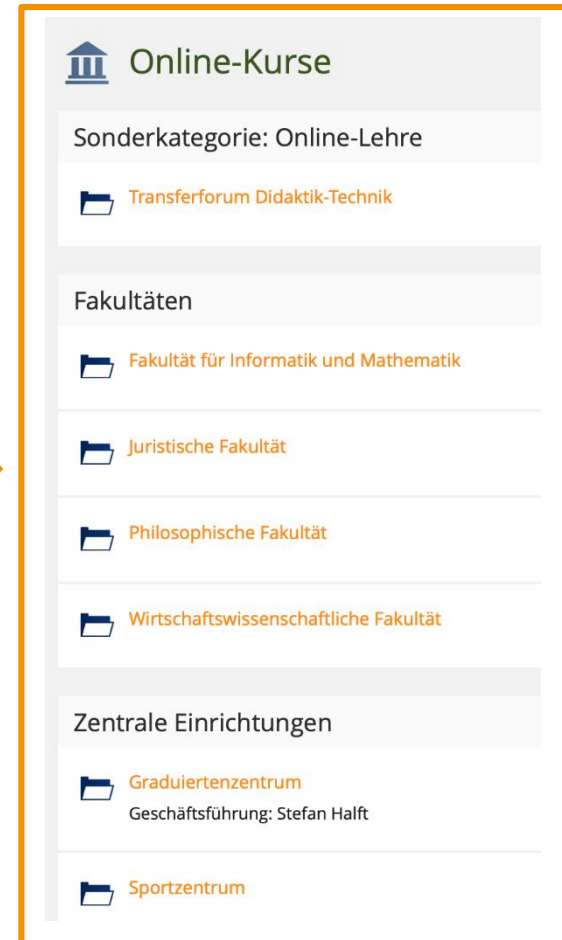 Online-Kurse
Sonderkategorie: Online-Lehre
Transferforum Didaktik-Technik
Fakultäten
Fakultät für Informatik und Mathematik
Juristische Fakultät
Philosophische Fakultät
Wirtschaftswissenschaftliche Fakultät
Zentrale Einrichtungen
Graduiertenzentrum
Geschäftsführung: Stefan Halft
Sportzentrum